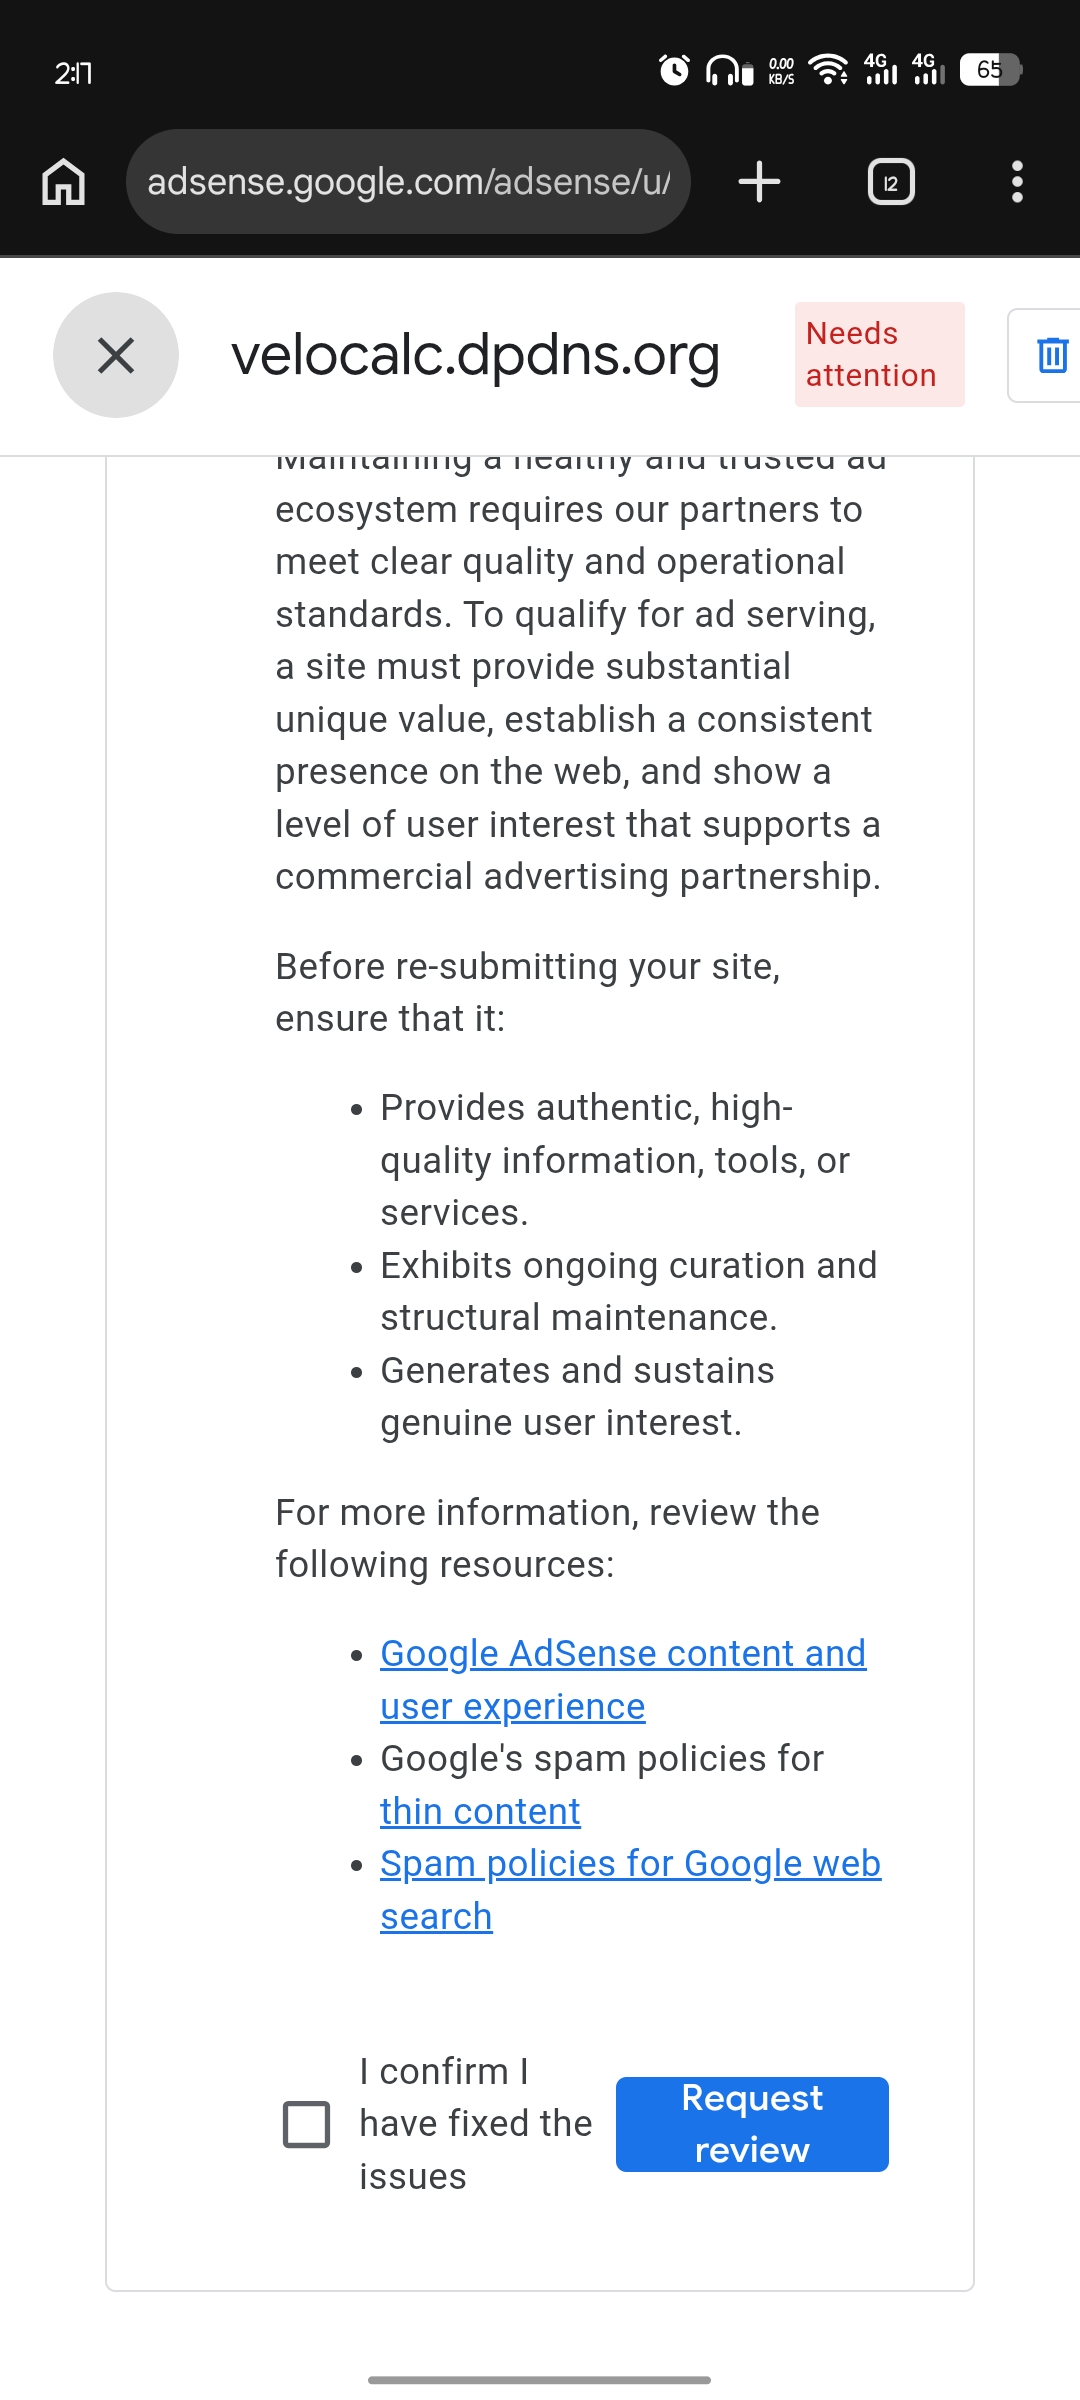 2:17
0.00
KB/S
4G
4G
65
adsense.google.com/adsense/u/
12
velocalc.dpdns.org
Needs
attention
Maintaining a healthy and trusted ad
ecosystem requires our partners to
meet clear quality and operational
standards. To qualify for ad serving,
a site must provide substantial
unique value, establish a consistent
presence on the web, and show a
level of user interest that supports a
commercial advertising partnership.
Before re-submitting your site,
ensure that it:
• Provides authentic, high-
quality information, tools, or
services.
• Exhibits ongoing curation and
structural maintenance.
• Generates and sustains
genuine user interest.
For more information, review the
following resources:
• Google AdSense content and
user experience
• Google's spam policies for
thin content
• Spam policies for Google web
search
I confirm I
have fixed the
issues
Request
review